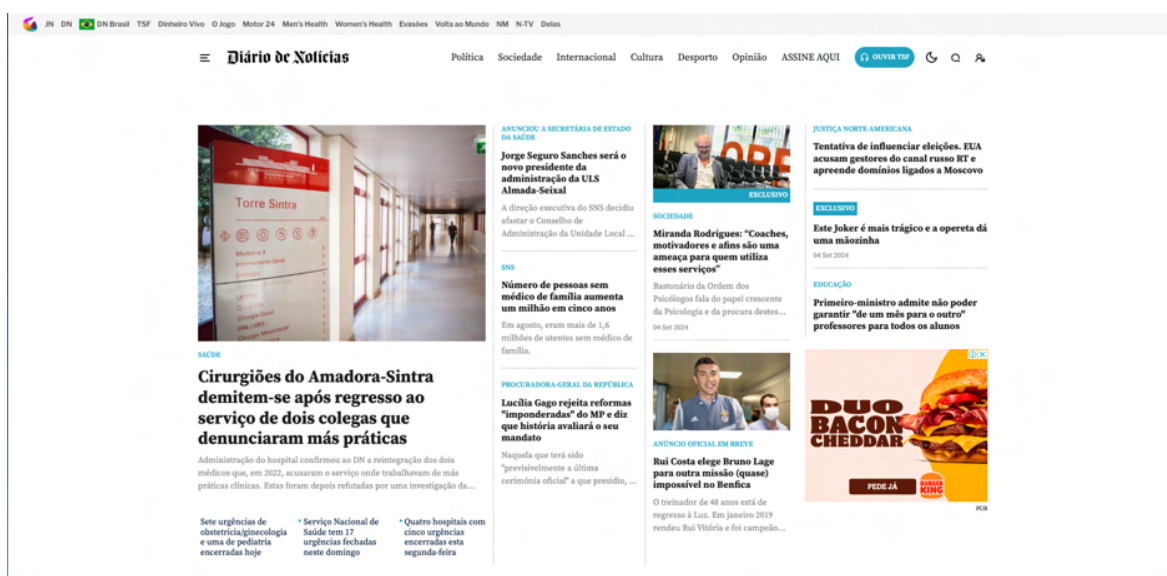 JN DN DN Brasil TSF Dinheiro Vivo O Jogo Motor 24 Men's Health Women's Health Evasões Volta ao Mundo NM N-TV Delas
Diário de Notícias
Política Sociedade Internacional Cultura Desporto Opinião ASSINE AQUI OUVIR TSF
Torre Sintra
Medicina II
Internamento Geral
Urologia
Cirurgia Geral
SAÚDE
Cirurgiões do Amadora-Sintra
demitem-se após regresso ao
serviço de dois colegas que
denunciaram más práticas
Administração do hospital confirmou ao DN a reintegração dos dois
médicos que, em 2022, acusaram o serviço onde trabalhavam de más
práticas clínicas. Estas foram depois refutadas por uma investigação da...
Sete urgências de
obstetrícia/ginecologia
e uma de pediatria
encerradas hoje
Serviço Nacional de
Saúde tem 17
urgências fechadas
neste domingo
Quatro hospitais com
cinco urgências
encerradas esta
segunda-feira
ANUNCIOU A SECRETÁRIA DE ESTADO
DA SAÚDE
Jorge Seguro Sanches será o
novo presidente da
administração da ULS
Almada-Seixal
A direção executiva do SNS decidiu
afastar o Conselho de
Administração da Unidade Local ...
SNS
Número de pessoas sem
médico de família aumenta
um milhão em cinco anos
Em agosto, eram mais de 1,6
milhões de utentes sem médico de
família.
PROCURADORA-GERAL DA REPÚBLICA
Lucília Gago rejeita reformas
"imponderadas" do MP e diz
que história avaliará o seu
mandato
Naquela que terá sido
"previsivelmente a última
cerimónia oficial" a que presidiu, ...
EXCLUSIVO
SOCIEDADE
Miranda Rodrigues: “Coaches,
motivadores e afins são uma
ameaça para quem utiliza
esses serviços”
Bastonário da Ordem dos
Psicólogos fala do papel crescente
da Psicologia e da procura destes...
04 Set 2024
ANÚNCIO OFICIAL EM BREVE
Rui Costa elege Bruno Lage
para outra missão (quase)
impossível no Benfica
O treinador de 48 anos está de
regresso à Luz. Em janeiro 2019
rendeu Rui Vitória e foi campeão...
JUSTIÇA NORTE-AMERICANA
Tentativa de influenciar eleições. EUA
acusam gestores do canal russo RT e
apreende domínios ligados a Moscovo
EXCLUSIVO
Este Joker é mais trágico e a opereta dá
uma mãozinha
04 Set 2024
EDUCAÇÃO
Primeiro-ministro admite não poder
garantir "de um mês para o outro"
professores para todos os alunos
DUO
BACON
CHEDDAR
PEDE JÁ
BURGER
KING
PUB